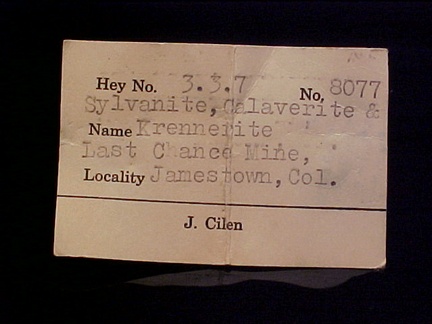 Hey No. 3.3.7 No. 8077
Sylvanite, Calaverite &
Name Krennerite
Last Chance Mine,
Locality Jamestown, Col.
J. Cilen